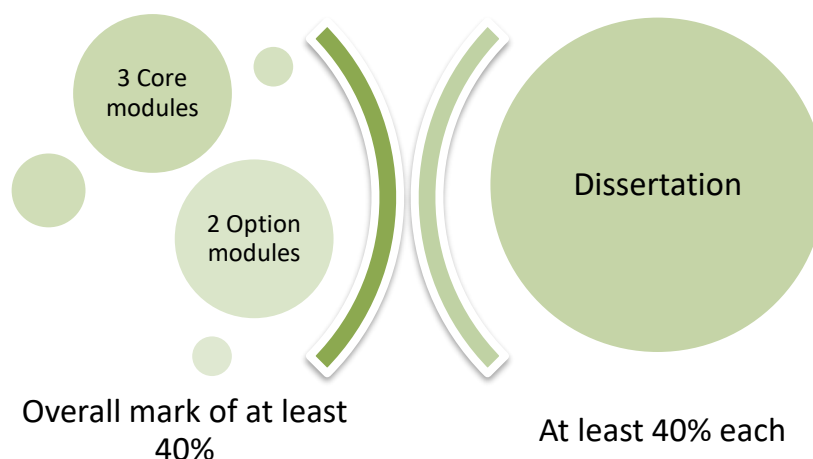 3 Core
modules
2 Option
modules
Dissertation
Overall mark of at least
40%
At least 40% each